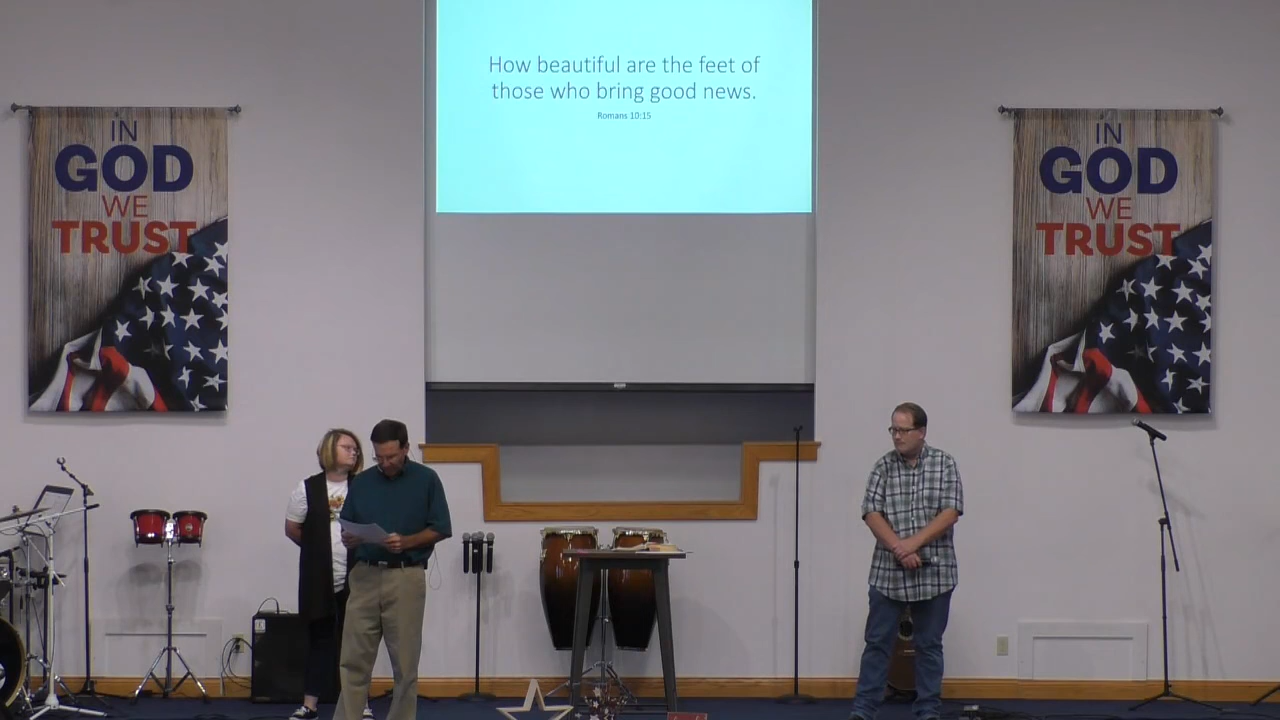 How beautiful are the feet of
those who bring good news.
Romans 10:15
IN
GOD
WE
TRUST
IN
GOD
WE
TRUST